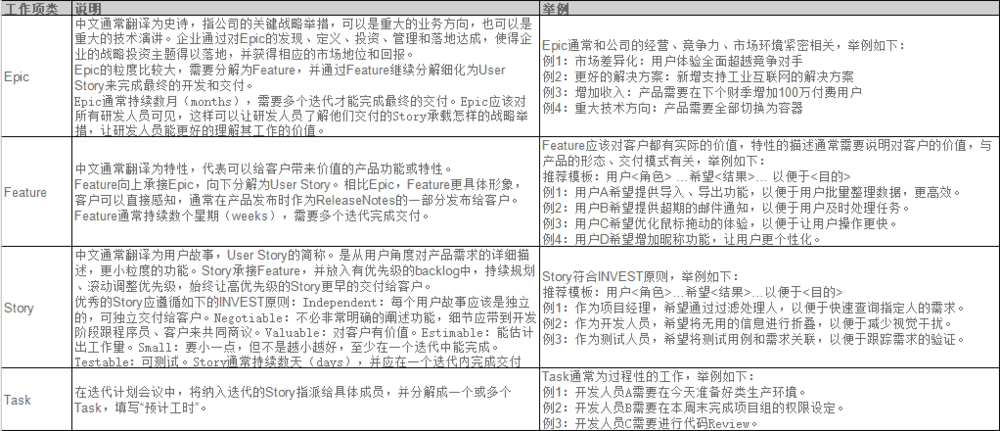 工作项类 说明 举例
Epic
中文通常翻译为史诗，指公司的关键战略举措，可以是重大的业务方向，也可以是
重大的技术演讲。企业通过对Epic的发现、定义、投资、管理和落地达成，使得企
业的战略投资主题得以落地，并获得相应的市场地位和回报。
Epic的粒度比较大，需要分解为Feature，并通过Feature继续分解细化为User
Story来完成最终的开发和交付。
Epic通常持续数月（months），需要多个迭代才能完成最终的交付。Epic应该对
所有研发人员可见，这样可以让研发人员了解他们交付的Story承载怎样的战略举
措，让研发人员能更好的理解其工作的价值。
Epic通常和公司的经营、竞争力、市场环境紧密相关，举例如下：
例1：市场差异化：用户体验全面超越竞争对手
例2：更好的解决方案：新增支持工业互联网的解决方案
例3：增加收入：产品需要在下个财季增加100万付费用户
例4：重大技术方向：产品需要全部切换为容器
Feature
中文通常翻译为特性，代表可以给客户带来价值的产品功能或特性。
Feature向上承接Epic，向下分解为User Story。相比Epic，Feature更具体形象，
客户可以直接感知，通常在产品发布时作为ReleaseNotes的一部分发布给客户。
Feature通常持续数个星期（weeks），需要多个迭代完成交付。
Feature应该对客户都有实际的价值，特性的描述通常需要说明对客户的价值，与
产品的形态、交付模式有关，举例如下：
推荐模板：用户<角色> …希望<结果>… 以便于<目的>
例1：用户A希望提供导入、导出功能，以便于用户批量整理数据，更高效。
例2：用户B希望提供超期的邮件通知，以便于用户及时处理任务。
例3：用户C希望优化鼠标拖动的体验，以便于让用户操作更快。
例4：用户D希望增加昵称功能，让用户更个性化。
Story
中文通常翻译为用户故事，User Story的简称。是从用户角度对产品需求的详细描
述，更小粒度的功能。Story承接Feature，并放入有优先级的backlog中，持续规划
、滚动调整优先级，始终让高优先级的Story更早的交付给客户。
优秀的Story应遵循如下的INVEST原则：Independent：每个用户故事应该是独立
的，可独立交付给客户。Negotiable：不必非常明确的阐述功能，细节应带到开发
阶段跟程序员、客户来共同商议。Valuable：对客户有价值。Estimable：能估计
出工作量。Small：要小一点，但不是越小越好，至少在一个迭代中能完成。
Testable：可测试。Story通常持续数天（days），并应在一个迭代内完成交付
Story符合INVEST原则，举例如下：
推荐模板：用户<角色>…希望<结果>…以便于<目的>
例1：作为项目经理，希望通过过滤处理人，以便于快速查询指定人的需求。
例2：作为开发人员，希望将无用的信息进行折叠，以便于减少视觉干扰。
例3：作为测试人员，希望将测试用例和需求关联，以便于跟踪需求的验证。
Task
在迭代计划会议中，将纳入迭代的Story指派给具体成员，并分解成一个或多个
Task，填写“预计工时”。
Task通常为过程性的工作，举例如下：
例1：开发人员A需要在今天准备好类生产环境。
例2：开发人员B需要在本周末完成项目组的权限设定。
例3：开发人员C需要进行代码Review。